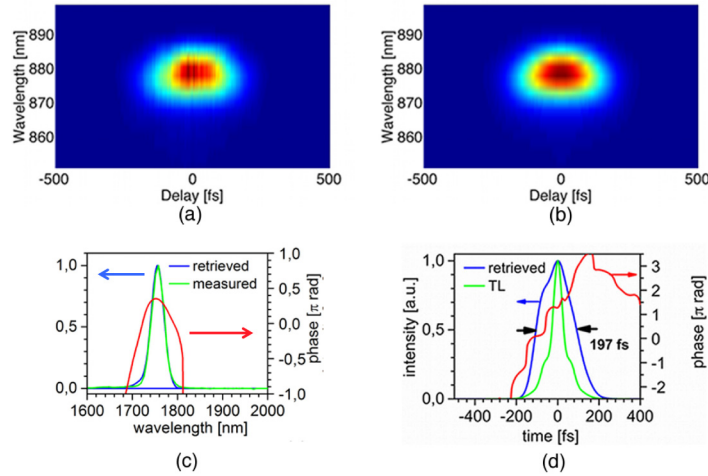 890
880
870
860
Wavelength [nm]
-500
0
500
Delay [fs]
(a)
890
880
870
860
Wavelength [nm]
-500
0
500
Delay [fs]
(b)
1,0
0,5
0,0
retrieved
measured
1,0
0,5
0,0
-0,5
-1,0
phase [π rad]
1600
1700
1800
1900
2000
wavelength [nm]
(c)
intensity [a.u.]
1,0
0,5
0,0
retrieved
TL
197 fs
3
2
1
0
-1
-2
phase [π rad]
-400
-200
0
200
400
time [fs]
(d)